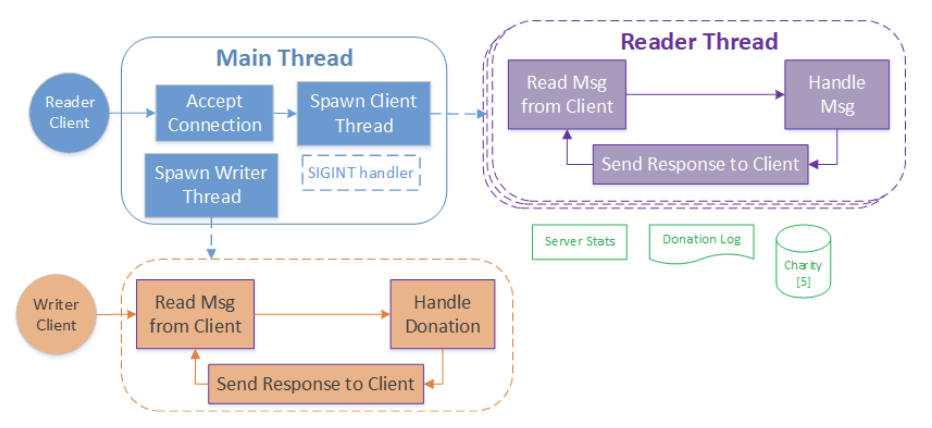 Main Thread
Reader
Client
Accept
Connection
Spawn Client
Thread
Spawn Writer
Thread
SIGINT handler
Reader Thread
Read Msg
from Client
Handle
Msg
Send Response to Client
Server Stats
Donation Log
Charity
[5]
Writer
Client
Read Msg
from Client
Handle
Donation
Send Response to Client